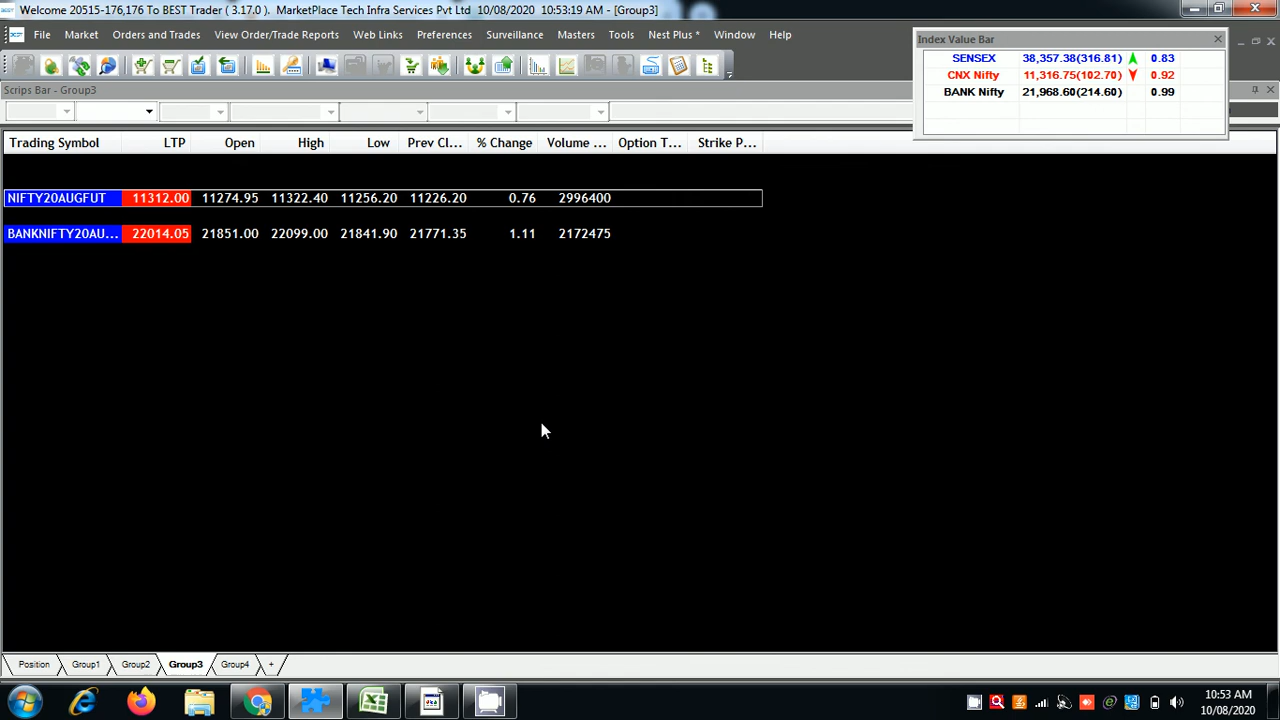 Welcome 20515-176,176 To BEST Trader ( 3.17.0 ). MarketPlace Tech Infra Services Pvt Ltd 10/08/2020 10:53:19 AM - [Group3]
File Market Orders and Trades View Order/Trade Reports Web Links Preferences Surveillance Masters Tools Nest Plus * Window Help
Index Value Bar
SENSEX 38,357.38(316.81) 0.83
CNX Nifty 11,316.75(102.70) 0.92
BANK Nifty 21,968.60(214.60) 0.99
Scrips Bar - Group3
Trading Symbol LTP Open High Low Prev Cl... % Change Volume ... Option T... Strike P...
NIFTY20AUGFUT 11312.00 11274.95 11322.40 11256.20 11226.20 0.76 2996400
BANKNIFTY20AU... 22014.05 21851.00 22099.00 21841.90 21771.35 1.11 2172475
Position Group1 Group2 Group3 Group4 +
10:53 AM
10/08/2020